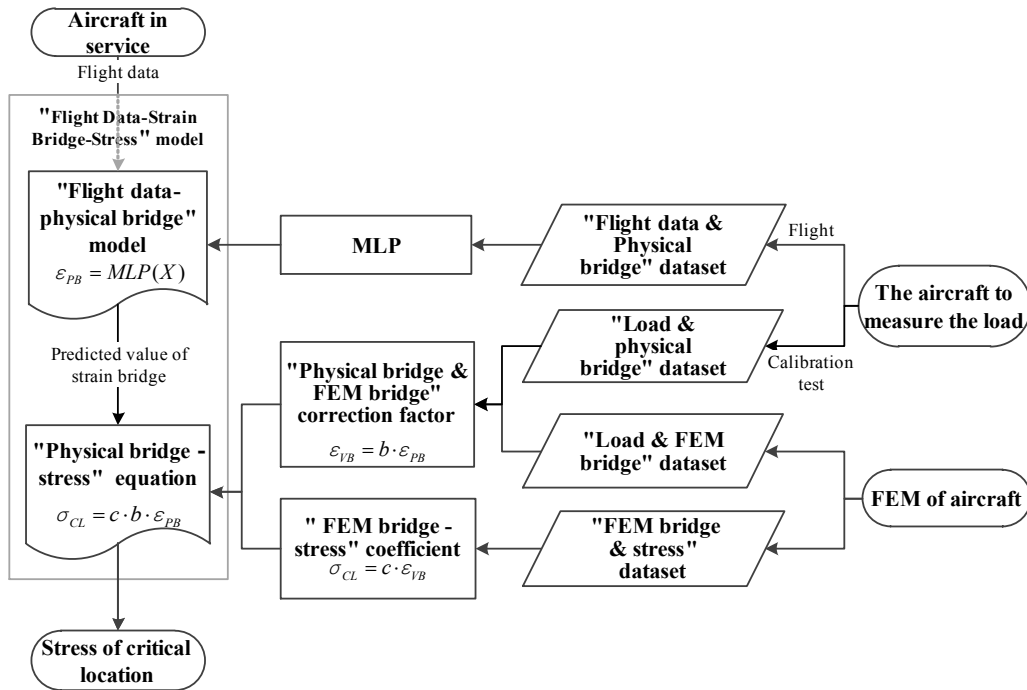 Aircraft in
service
Flight data
"Flight Data-Strain
Bridge-Stress" model
"Flight data-
physical bridge"
model
ε_PB = MLP(X)
Predicted value of
strain bridge
"Physical bridge -
stress" equation
σ_CL = c · b · ε_PB
Stress of critical
location
MLP
"Physical bridge &
FEM bridge"
correction factor
ε_VB = b · ε_PB
" FEM bridge -
stress" coefficient
σ_CL = c · ε_VB
"Flight data &
Physical
bridge" dataset
"Load &
physical
bridge" dataset
"Load & FEM
bridge" dataset
"FEM bridge
& stress"
dataset
Flight
The aircraft to
measure the load
Calibration
test
FEM of aircraft